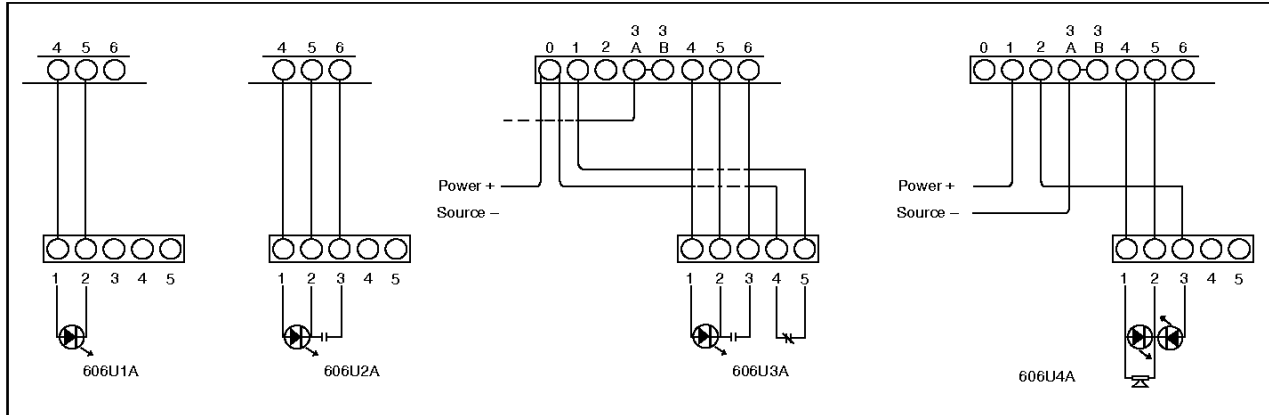 4 5 6
1 2 3 4 5
606U1A
4 5 6
1 2 3 4 5
606U2A
3 3
0 1 2 A B 4 5 6
Power +
Source –
1 2 3 4 5
606U3A
3 3
0 1 2 A B 4 5 6
Power +
Source –
1 2 3 4 5
606U4A